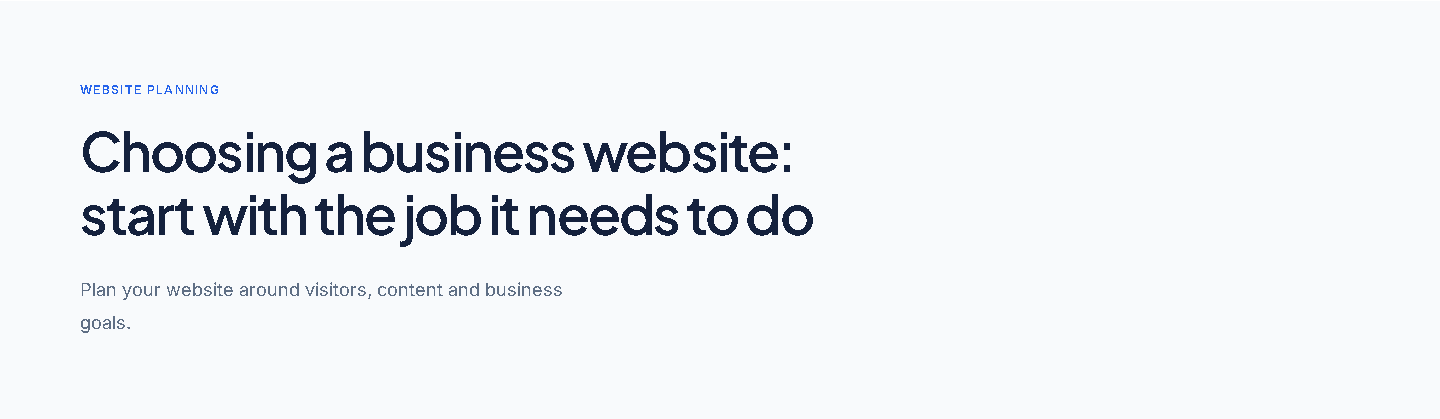 WEBSITE PLANNING
Choosing a business website:
start with the job it needs to do
Plan your website around visitors, content and business
goals.